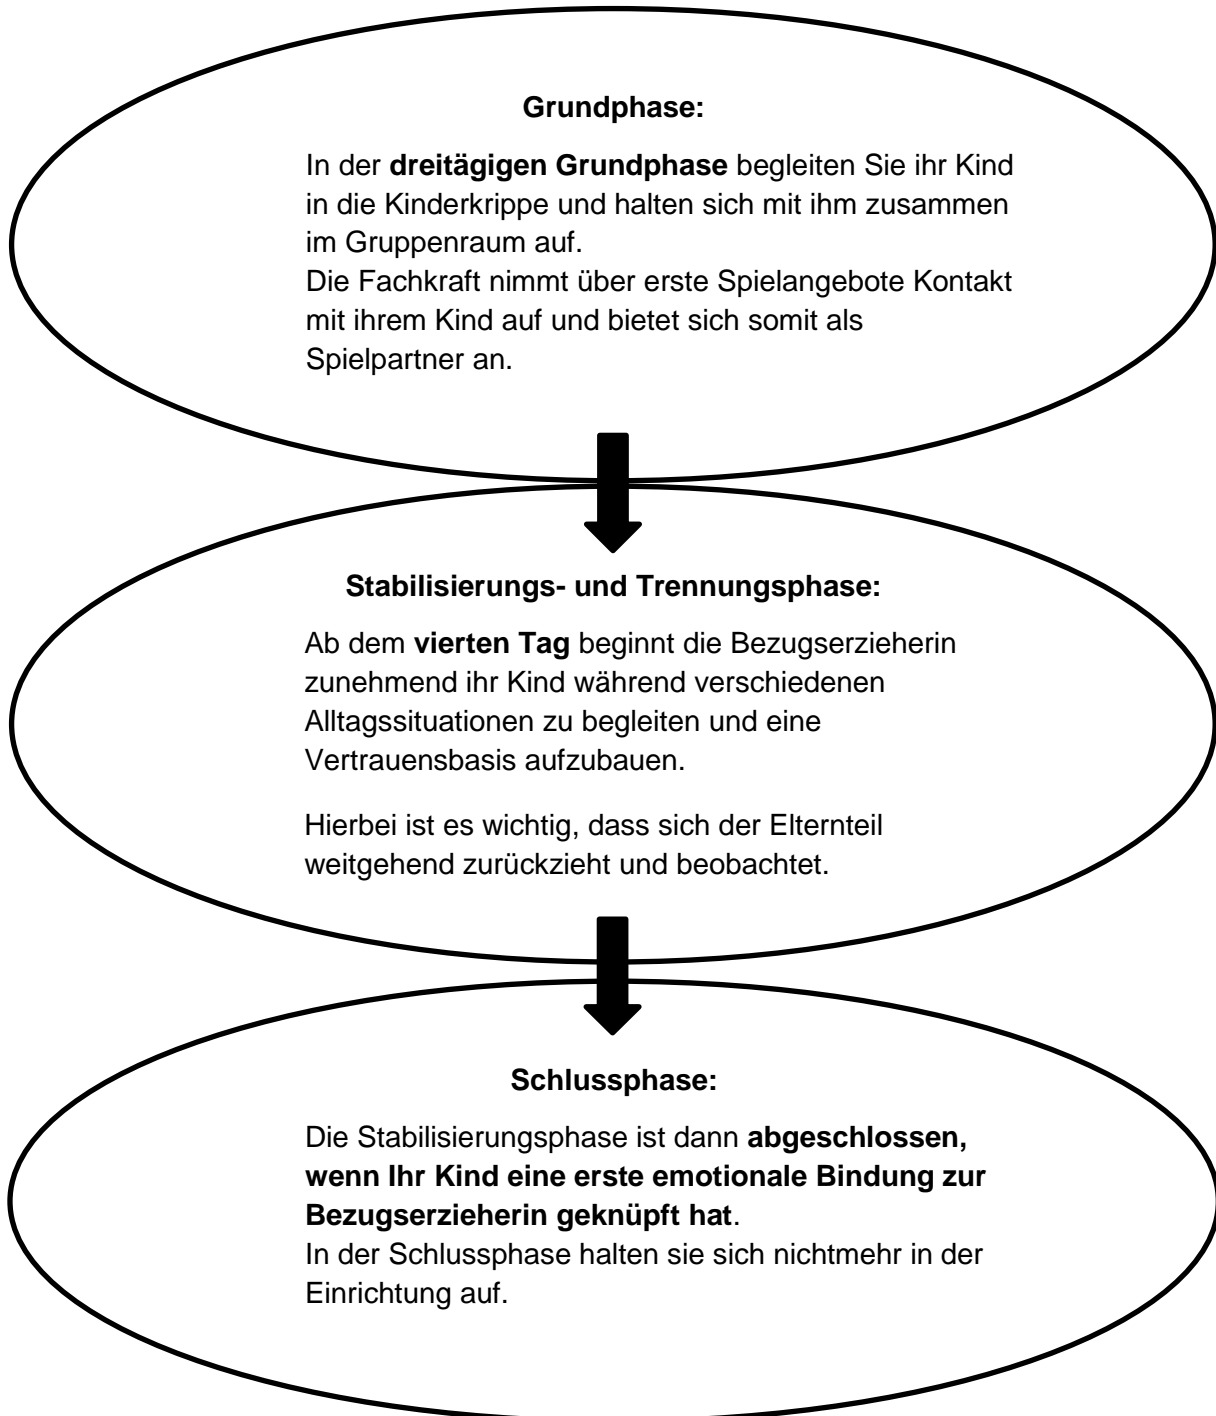 Grundphase:
In der dreitägigen Grundphase begleiten Sie ihr Kind
in die Kinderkrippe und halten sich mit ihm zusammen
im Gruppenraum auf.
Die Fachkraft nimmt über erste Spielangebote Kontakt
mit ihrem Kind auf und bietet sich somit als
Spielpartner an.
Stabilisierungs- und Trennungsphase:
Ab dem vierten Tag beginnt die Bezugserzieherin
zunehmend ihr Kind während verschiedenen
Alltagssituationen zu begleiten und eine
Vertrauensbasis aufzubauen.
Hierbei ist es wichtig, dass sich der Elternteil
weitgehend zurückzieht und beobachtet.
Schlussphase:
Die Stabilisierungsphase ist dann abgeschlossen,
wenn Ihr Kind eine erste emotionale Bindung zur
Bezugserzieherin geknüpft hat.
In der Schlussphase halten sie sich nichtmehr in der
Einrichtung auf.